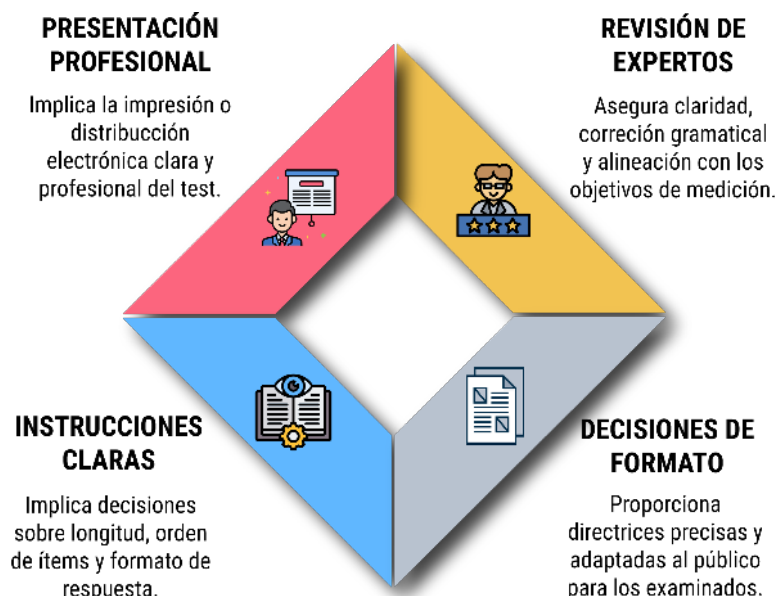 PRESENTACIÓN
PROFESIONAL
Implica la impresión o
distribucción
electrónica clara y
profesional del test.
REVISIÓN DE
EXPERTOS
Asegura claridad,
correción gramatical
y alineación con los
objetivos de medición.
INSTRUCCIONES
CLARAS
Implica decisiones
sobre longitud, orden
de ítems y formato de
respuesta.
DECISIONES DE
FORMATO
Proporciona
directrices precisas y
adaptadas al público
para los examinados.